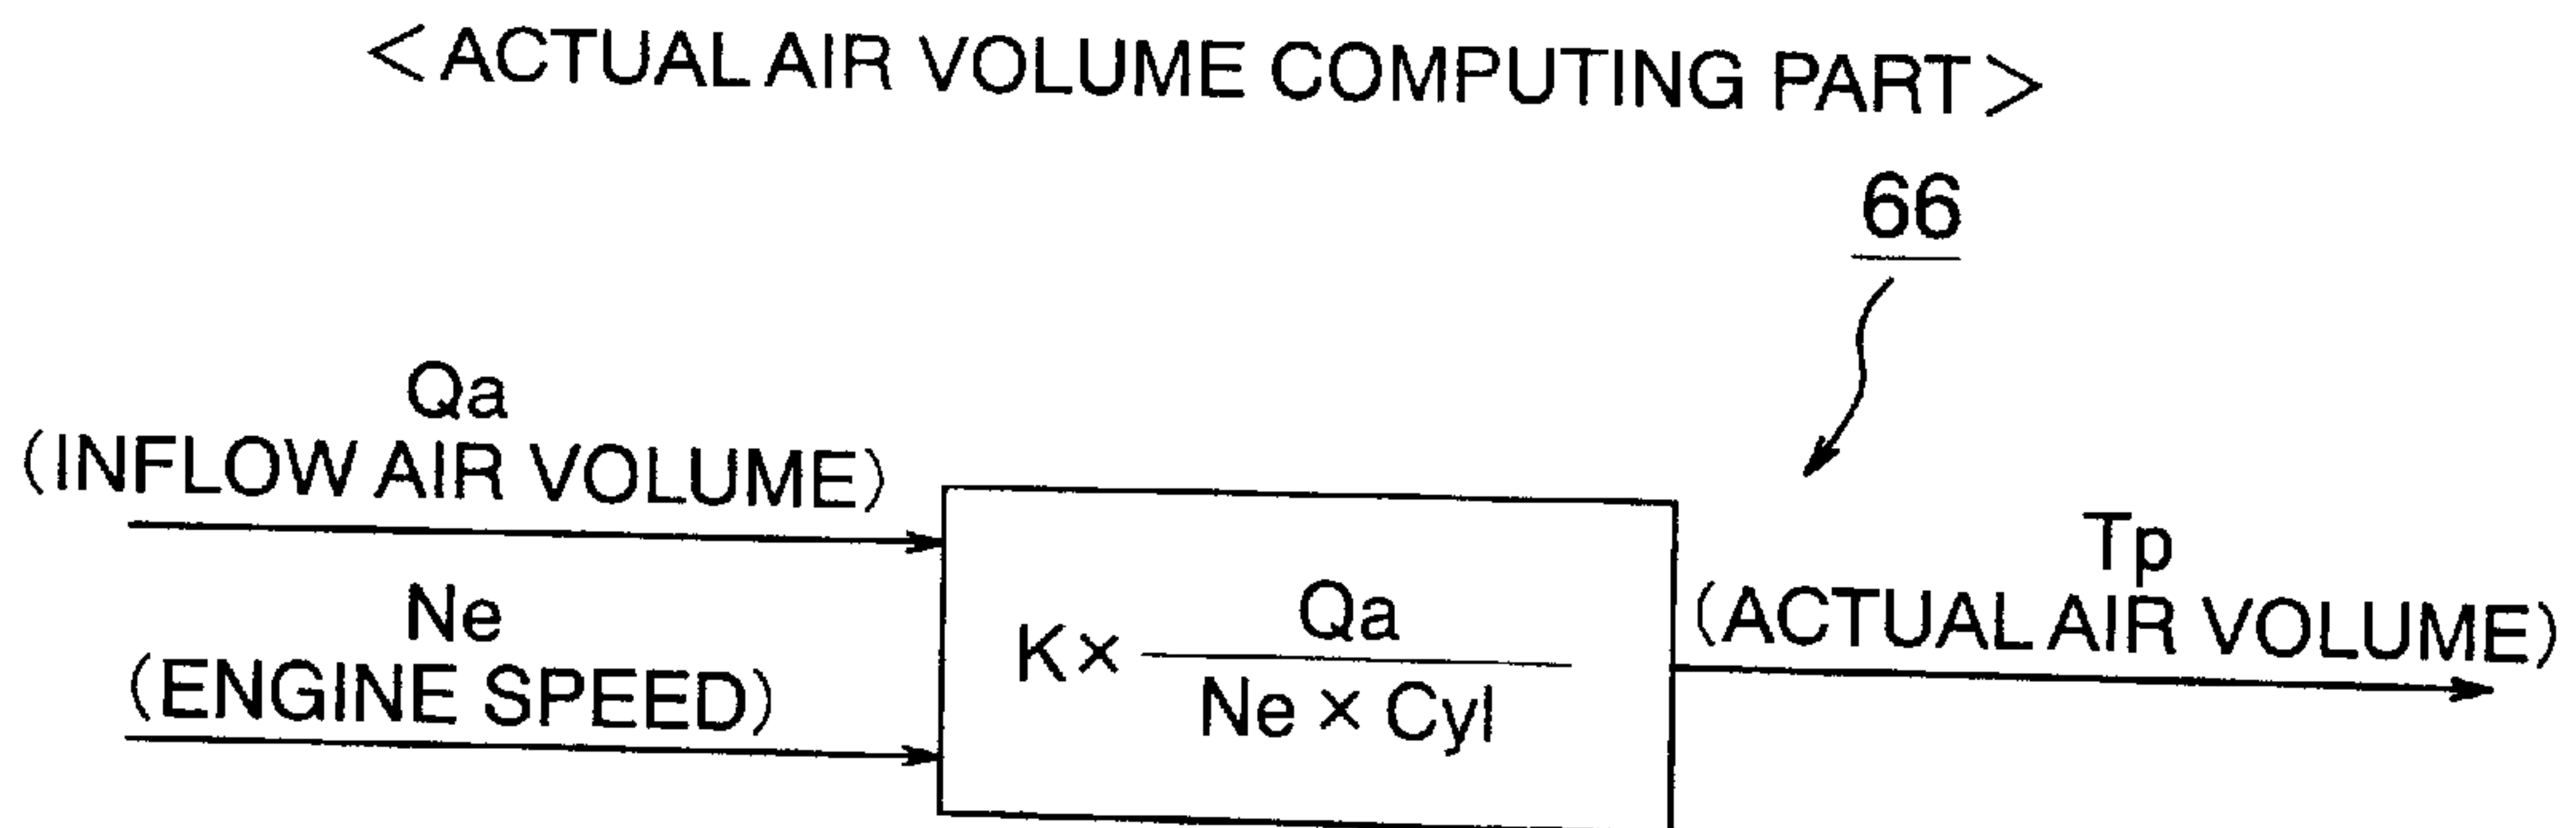 <ACTUAL AIR VOLUME COMPUTING PART>
66
Qa
(INFLOW AIR VOLUME)
Ne
(ENGINE SPEED)
K× Qa
Ne × Cyl
Tp
(ACTUAL AIR VOLUME)